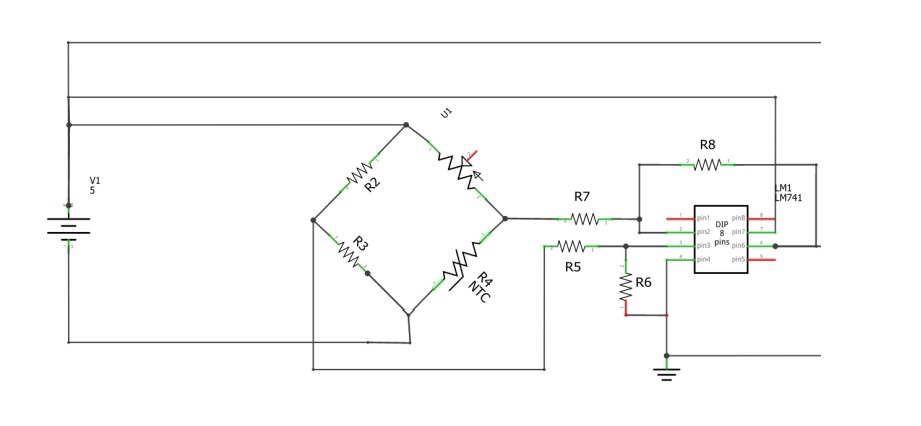 U1
R8
V1
5
R2
R7
LM1
LM741
pin1
pin8
DIP
8
pins
pin2
pin7
pin3
pin6
pin4
pin5
R3
R5
R4
NTC
R6